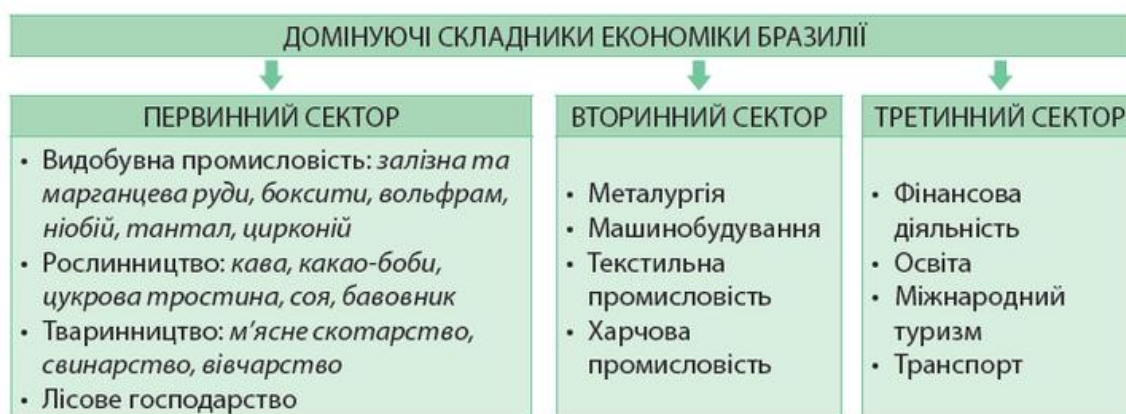 ДОМІНУЮЧІ СКЛАДНИКИ ЕКОНОМІКИ БРАЗИЛІЇ
ПЕРВИННИЙ СЕКТОР
• Видобувна промисловість: залізна та
марганцева руди, боксити, вольфрам,
ніобій, тантал, цирконій
• Рослинництво: кава, какао-боби,
цукрова тростина, соя, бавовник
• Тваринництво: м'ясне скотарство,
свинарство, вівчарство
• Лісове господарство
ВТОРИННИЙ СЕКТОР
• Металургія
• Машинобудування
• Текстильна
промисловість
• Харчова
промисловість
ТРЕТИННИЙ СЕКТОР
• Фінансова
діяльність
• Освіта
• Міжнародний
туризм
• Транспорт